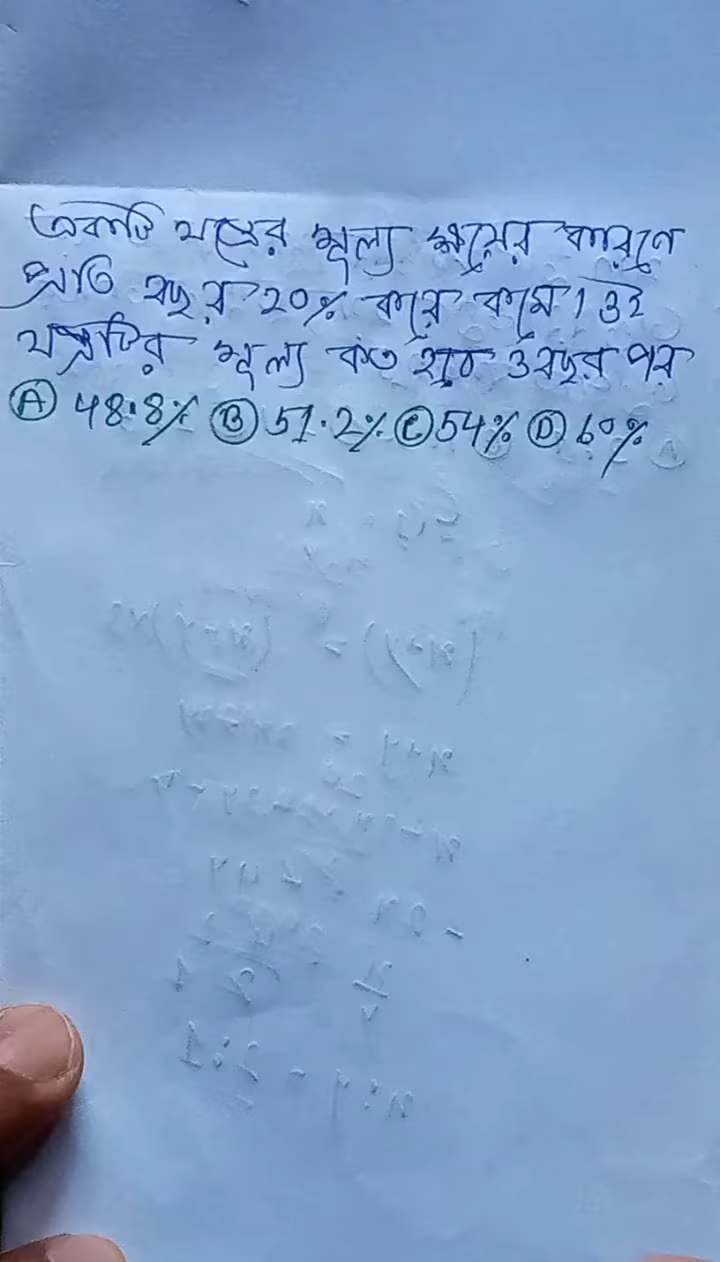 একটি যন্ত্রের মূল্য ক্ষয়ের কারণে
প্রতি বছর 20% করে কমে। ওই
যন্ত্রটির মূল্য কত হবে 3 বছর পর
Ⓐ 48.8% Ⓑ 51.2% Ⓒ 54% Ⓓ 60%